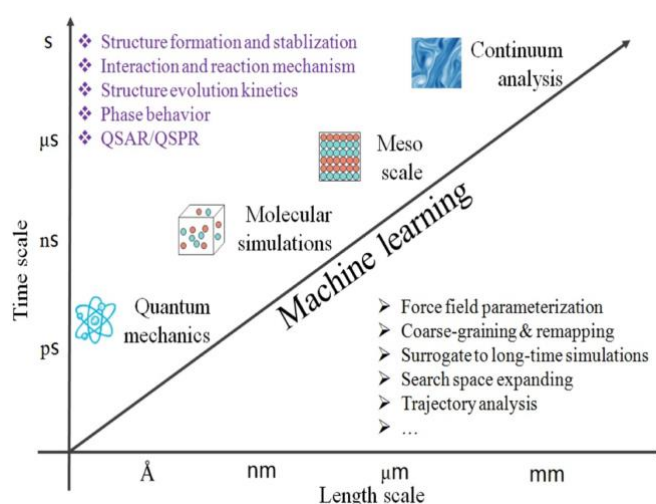 s
❖ Structure formation and stablization
❖ Interaction and reaction mechanism
❖ Structure evolution kinetics
❖ Phase behavior
❖ QSAR/QSPR
Continuum
analysis
μs
Meso
scale
ns
Molecular
simulations
Time scale
Machine learning
Quantum
mechanics
ps
➢ Force field parameterization
➢ Coarse-graining & remapping
➢ Surrogate to long-time simulations
➢ Search space expanding
➢ Trajectory analysis
➢ ...
Å
nm
μm
mm
Length scale